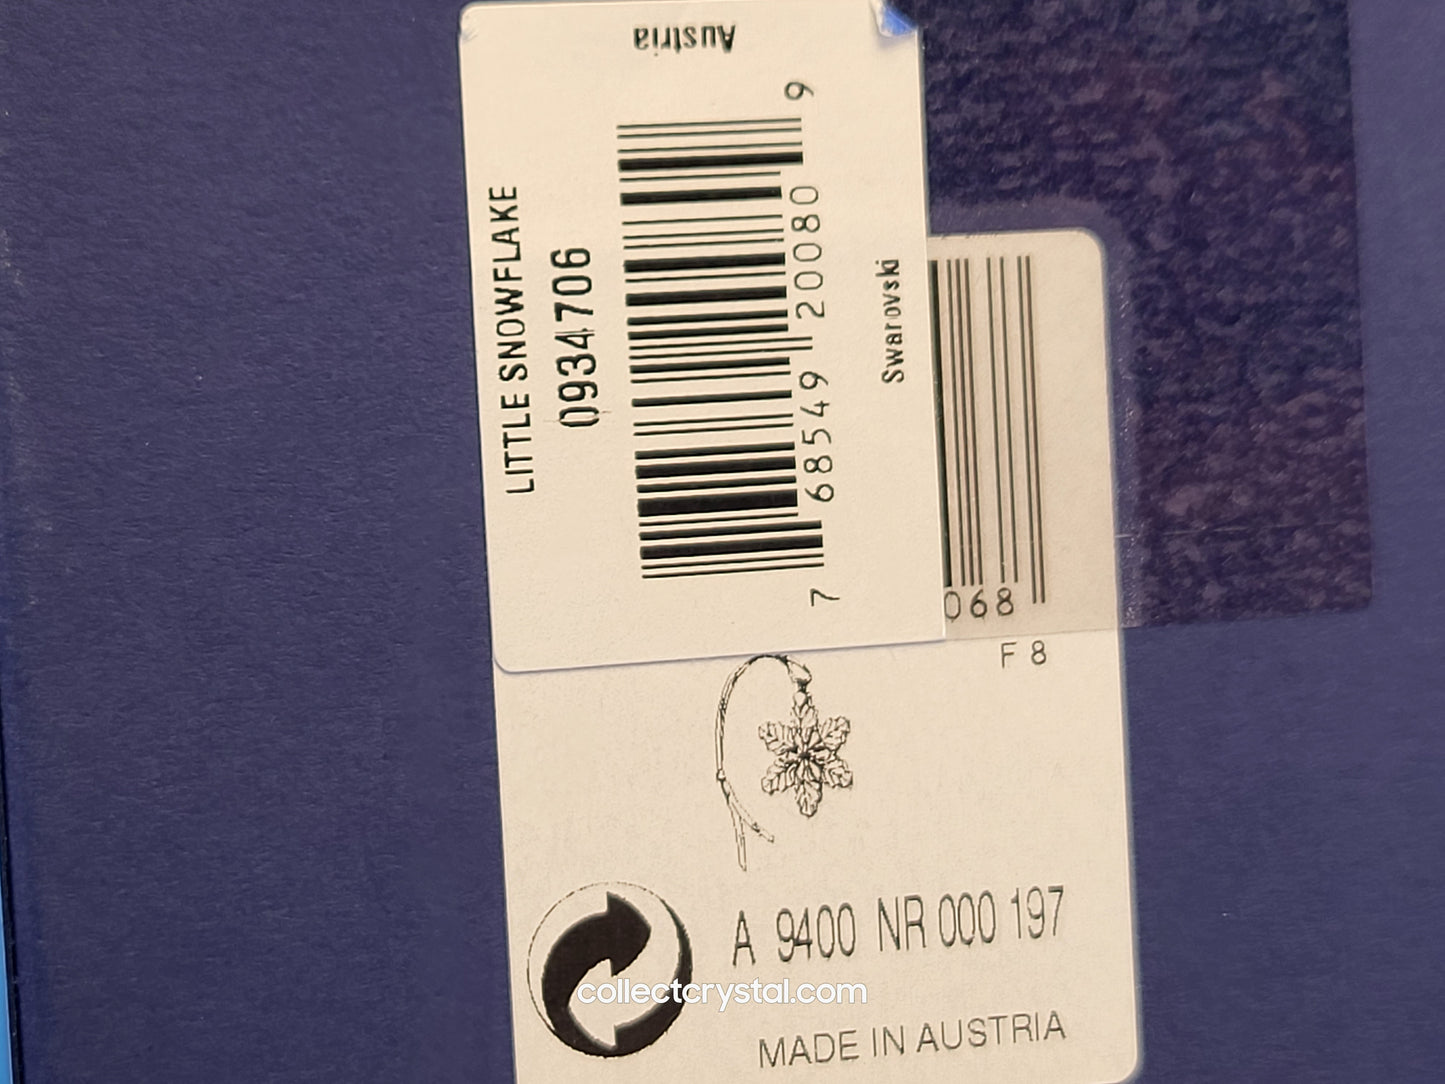 Austria
LITTLE SNOWFLAKE
0934706
7 68549 20080 9
Swarovski
068
F 8
A 9400 NR 000 197
MADE IN AUSTRIA
collectcrystal.com